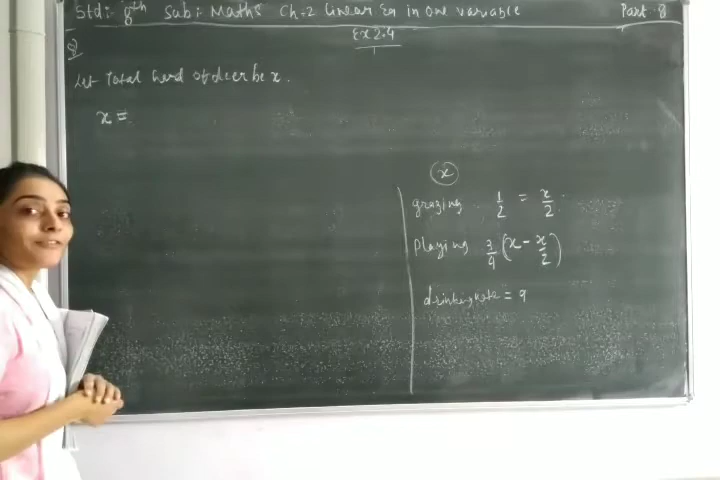 Std: 8th Sub: Maths Ch-2 Linear Eq in One variable Part-8
Ex 2.4
Q
Let Total herd of deer be x.
x =
x
grazing 1/2 = x/2
Playing 3/4 (x - x/2)
drinking = 9